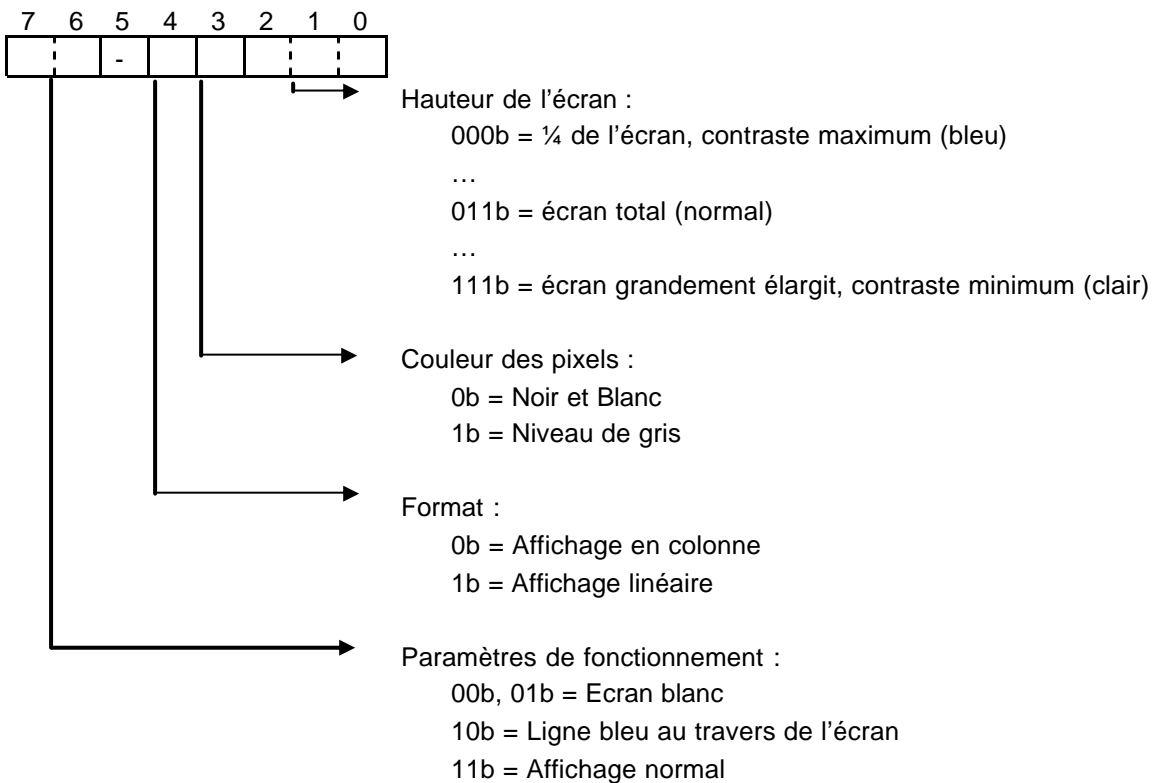 7 6 5 4 3 2 1 0
-
Hauteur de l'écran :
000b = ¼ de l'écran, contraste maximum (bleu)
…
011b = écran total (normal)
…
111b = écran grandement élargit, contraste minimum (clair)
Couleur des pixels :
0b = Noir et Blanc
1b = Niveau de gris
Format :
0b = Affichage en colonne
1b = Affichage linéaire
Paramètres de fonctionnement :
00b, 01b = Ecran blanc
10b = Ligne bleu au travers de l'écran
11b = Affichage normal